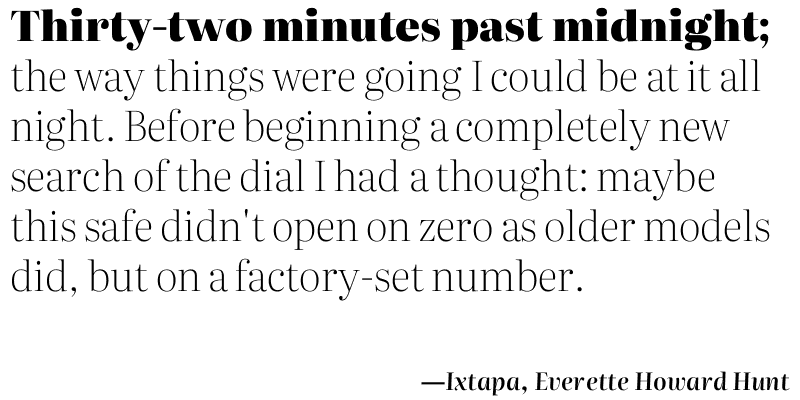 Thirty-two minutes past midnight;
the way things were going I could be at it all
night. Before beginning a completely new
search of the dial I had a thought: maybe
this safe didn't open on zero as older models
did, but on a factory-set number.
—Ixtapa, Everette Howard Hunt